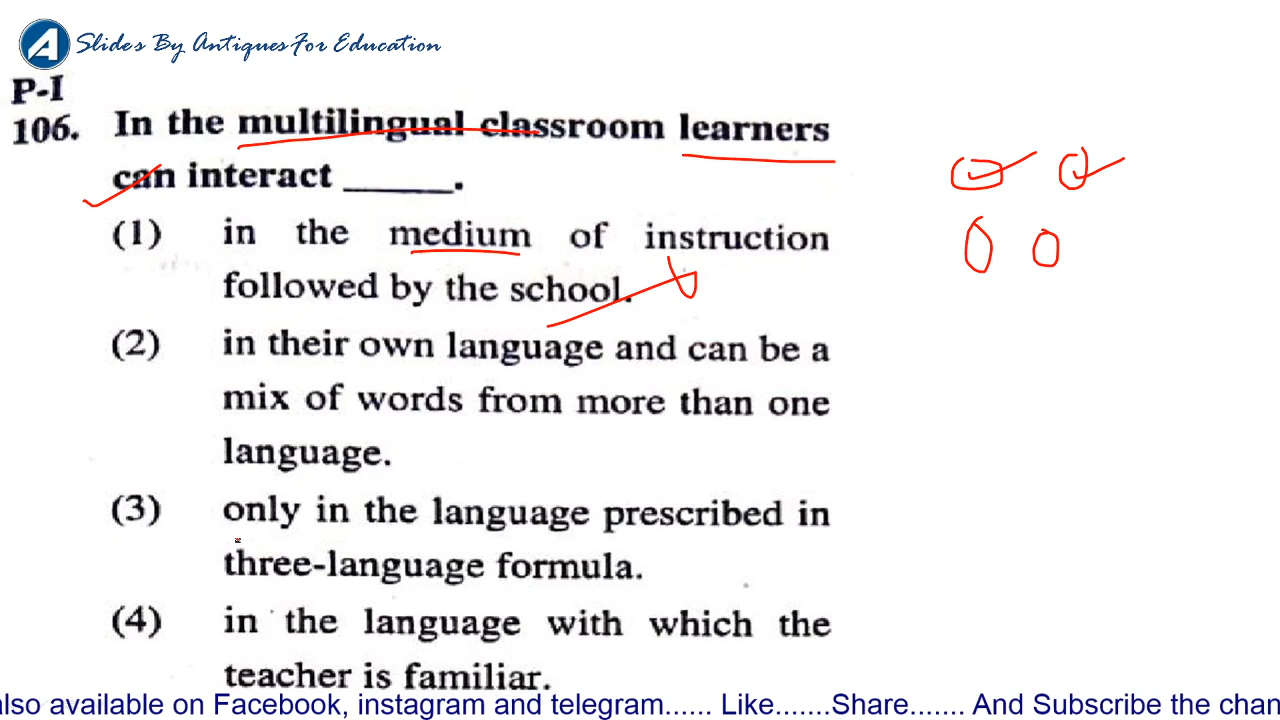 Slides By AntiquesForEducation
P-I
106. In the multilingual classroom learners
can interact ______.
(1) in the medium of instruction
followed by the school.
(2) in their own language and can be a
mix of words from more than one
language.
(3) only in the language prescribed in
three-language formula.
(4) in the language with which the
teacher is familiar.
also available on Facebook, instagram and telegram...... Like.......Share....... And Subscribe the chan